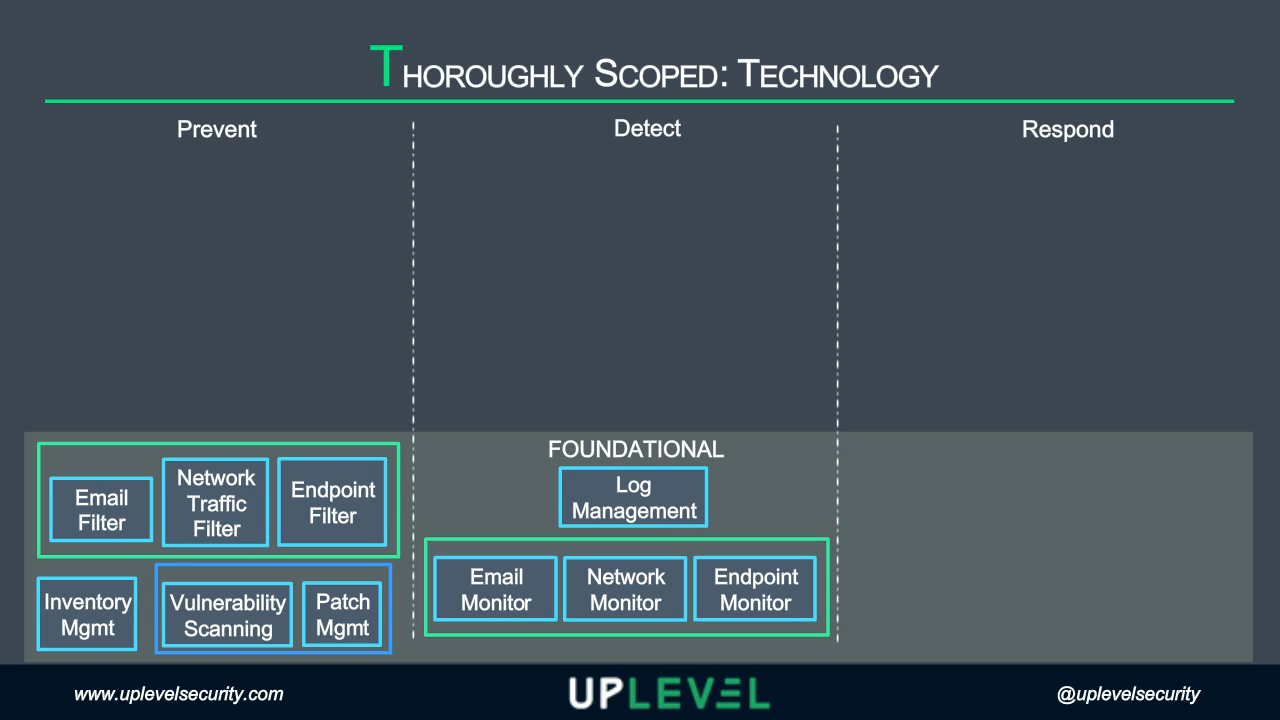 THOROUGHLY SCOPED: TECHNOLOGY
Prevent
Detect
Respond
FOUNDATIONAL
Email
Filter
Network
Traffic
Filter
Endpoint
Filter
Log
Management
Inventory
Mgmt
Vulnerability
Scanning
Patch
Mgmt
Email
Monitor
Network
Monitor
Endpoint
Monitor
www.uplevelsecurity.com
UPLEVEL
@uplevelsecurity